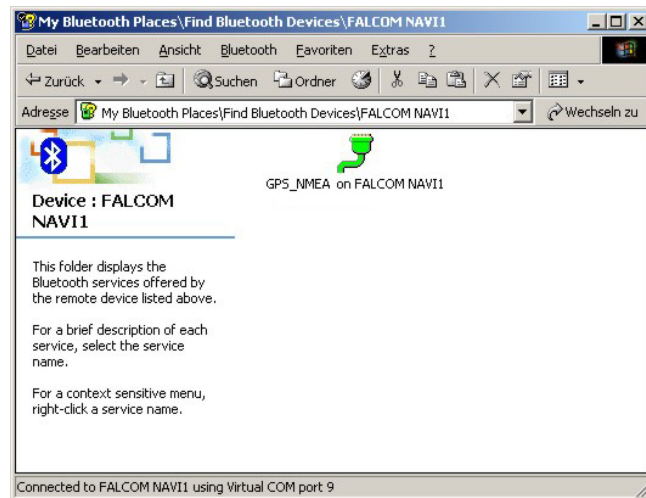 My Bluetooth Places\Find Bluetooth Devices\FALCOM NAVI1
Datei Bearbeiten Ansicht Bluetooth Favoriten Extras ?
Zurück Suchen Ordner
Adresse My Bluetooth Places\Find Bluetooth Devices\FALCOM NAVI1 Wechseln zu
GPS_NMEA on FALCOM NAVI1
Device : FALCOM
NAVI1
This folder displays the
Bluetooth services offered by
the remote device listed above.
For a brief description of each
service, select the service
name.
For a context sensitive menu,
right-click a service name.
Connected to FALCOM NAVI1 using Virtual COM port 9